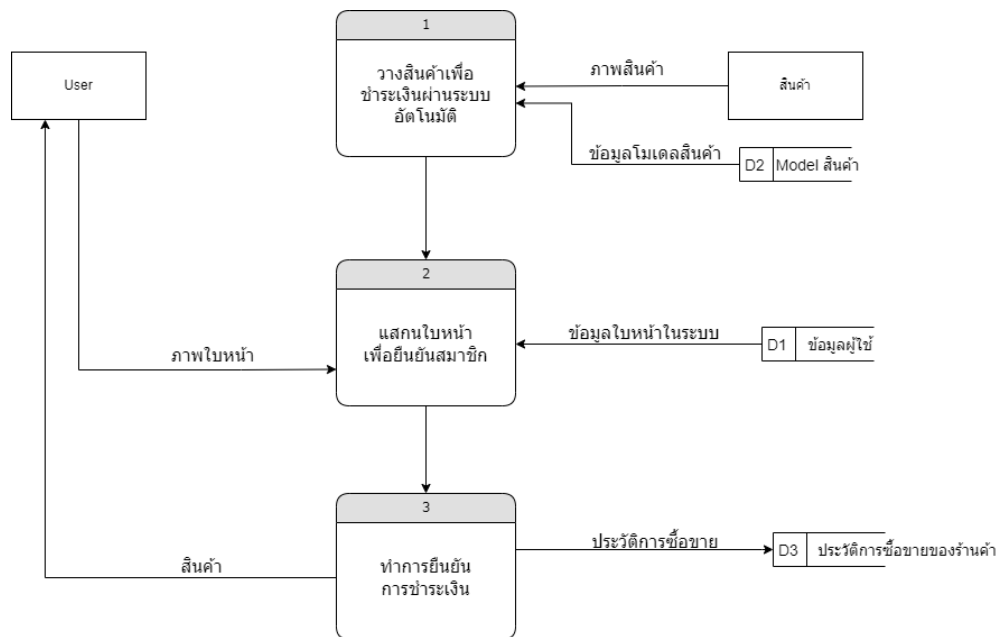 1
วางสินค้าเพื่อ
ชำระเงินผ่านระบบ
อัตโนมัติ
User
ภาพสินค้า
สินค้า
ข้อมูลโมเดลสินค้า
D2 Model สินค้า
2
แสกนใบหน้า
เพื่อยืนยันสมาชิก
ภาพใบหน้า
ข้อมูลใบหน้าในระบบ
D1 ข้อมูลผู้ใช้
3
ทำการยืนยัน
การชำระเงิน
สินค้า
ประวัติการซื้อขาย
D3 ประวัติการซื้อขายของร้านค้า